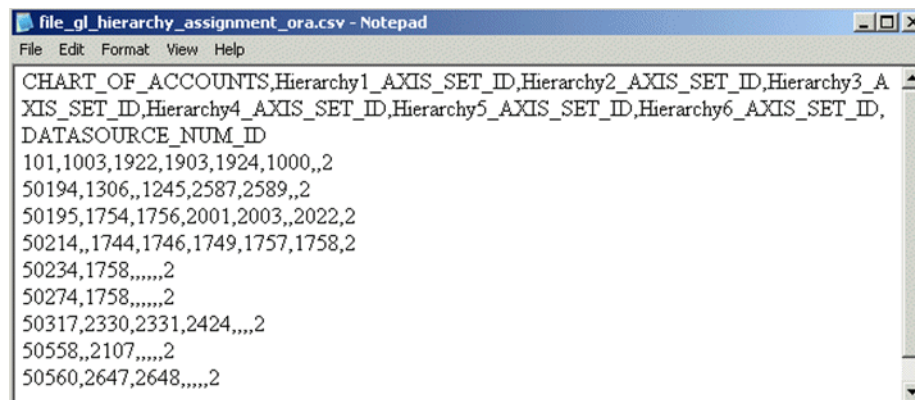 file_gl_hierarchy_assignment_ora.csv - Notepad
File Edit Format View Help
CHART_OF_ACCOUNTS,Hierarchy1_AXIS_SET_ID,Hierarchy2_AXIS_SET_ID,Hierarchy3_A
XIS_SET_ID,Hierarchy4_AXIS_SET_ID,Hierarchy5_AXIS_SET_ID,Hierarchy6_AXIS_SET_ID,
DATASOURCE_NUM_ID
101,1003,1922,1903,1924,1000,,2
50194,1306,,1245,2587,2589,,2
50195,1754,1756,2001,2003,,2022,2
50214,,1744,1746,1749,1757,1758,2
50234,1758,,,,,,2
50274,1758,,,,,,2
50317,2330,2331,2424,,,,2
50558,,2107,,,,,2
50560,2647,2648,,,,,2